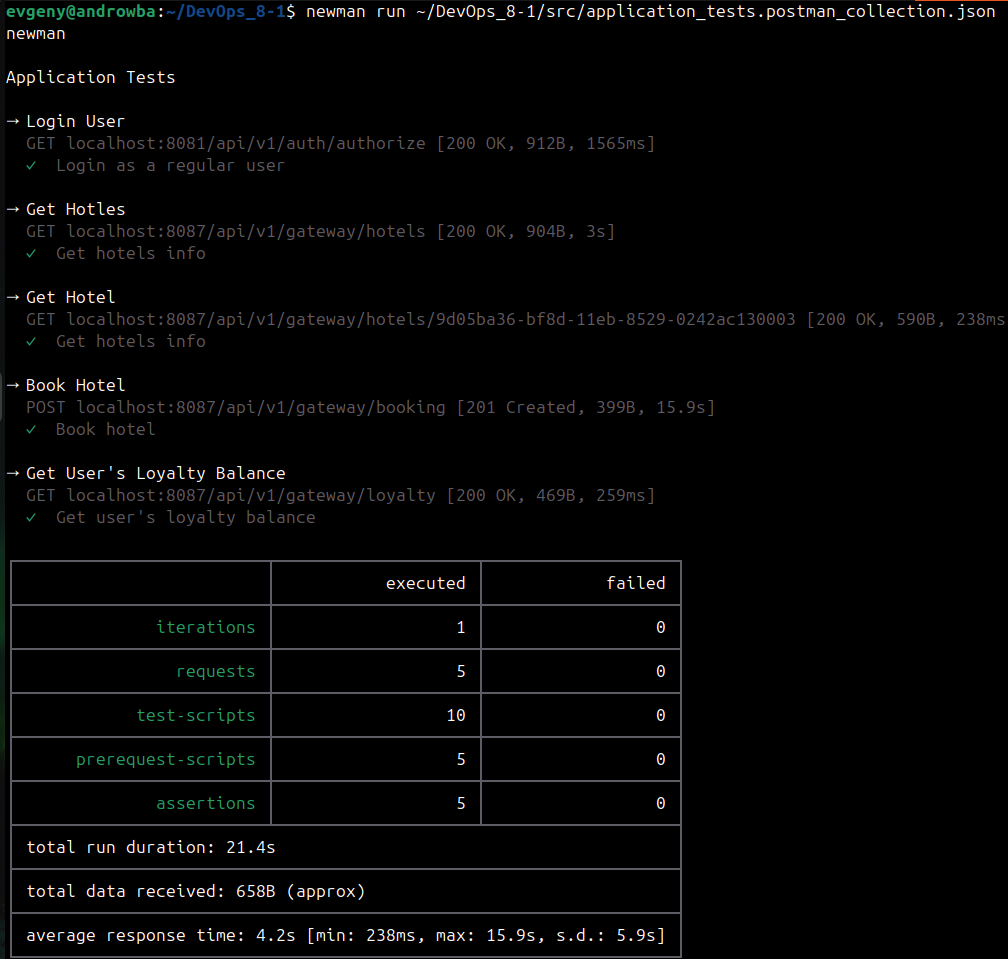 evgeny@androwba:~/DevOps_8-1$ newman run ~/DevOps_8-1/src/application_tests.postman_collection.json
newman
Application Tests
→ Login User
GET localhost:8081/api/v1/auth/authorize [200 OK, 912B, 1565ms]
✓ Login as a regular user
→ Get Hotles
GET localhost:8087/api/v1/gateway/hotels [200 OK, 904B, 3s]
✓ Get hotels info
→ Get Hotel
GET localhost:8087/api/v1/gateway/hotels/9d05ba36-bf8d-11eb-8529-0242ac130003 [200 OK, 590B, 238ms
✓ Get hotels info
→ Book Hotel
POST localhost:8087/api/v1/gateway/booking [201 Created, 399B, 15.9s]
✓ Book hotel
→ Get User's Loyalty Balance
GET localhost:8087/api/v1/gateway/loyalty [200 OK, 469B, 259ms]
✓ Get user's loyalty balance
executed failed
iterations 1 0
requests 5 0
test-scripts 10 0
prerequest-scripts 5 0
assertions 5 0
total run duration: 21.4s
total data received: 658B (approx)
average response time: 4.2s [min: 238ms, max: 15.9s, s.d.: 5.9s]